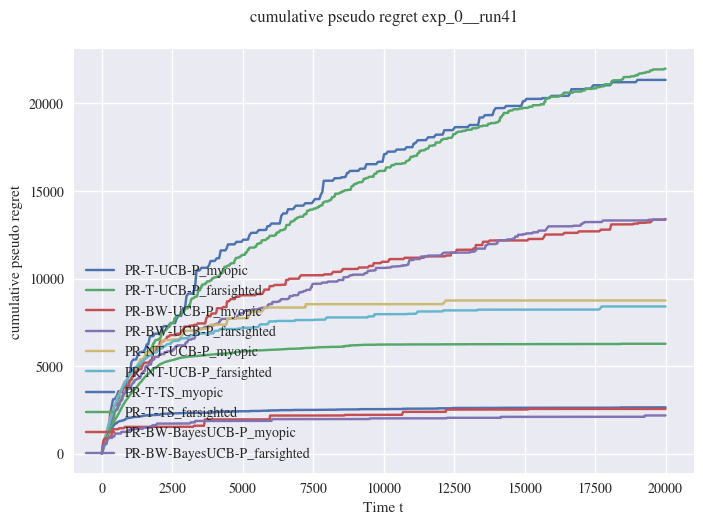 cumulative pseudo regret exp_0__run41
cumulative pseudo regret
20000
15000
10000
5000
0
PR-T-UCB-P_myopic
PR-T-UCB-P_farsighted
PR-BW-UCB-P_myopic
PR-BW-UCB-P_farsighted
PR-NT-UCB-P_myopic
PR-NT-UCB-P_farsighted
PR-T-TS_myopic
PR-T-TS_farsighted
PR-BW-BayesUCB-P_myopic
PR-BW-BayesUCB-P_farsighted
0 2500 5000 7500 10000 12500 15000 17500 20000
Time t